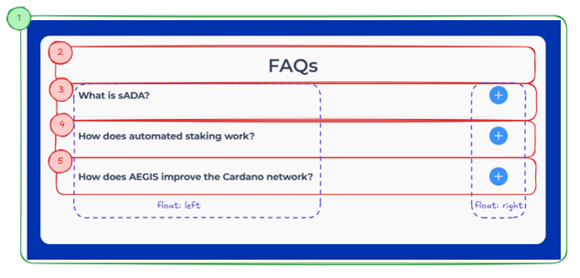 1
2
FAQs
3
What is sADA?
4
How does automated staking work?
5
How does AEGIS improve the Cardano network?
float: left
float: right